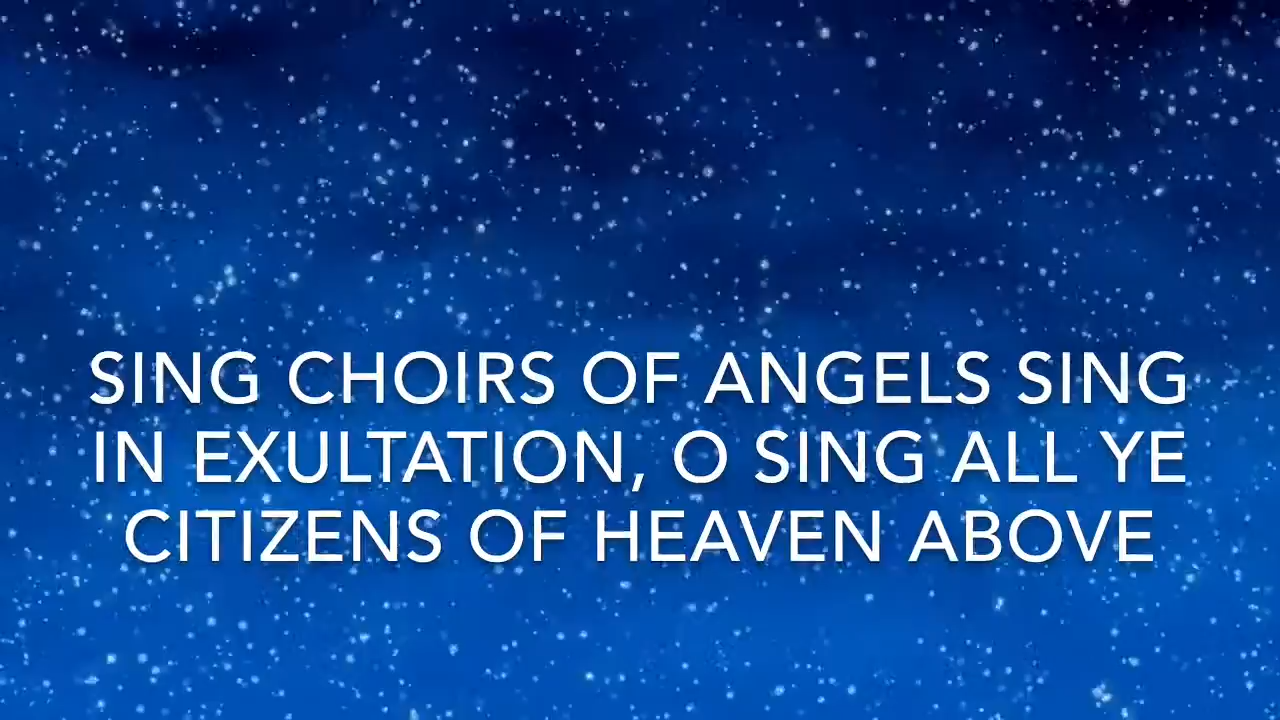 SING CHOIRS OF ANGELS SING
IN EXULTATION, O SING ALL YE
CITIZENS OF HEAVEN ABOVE